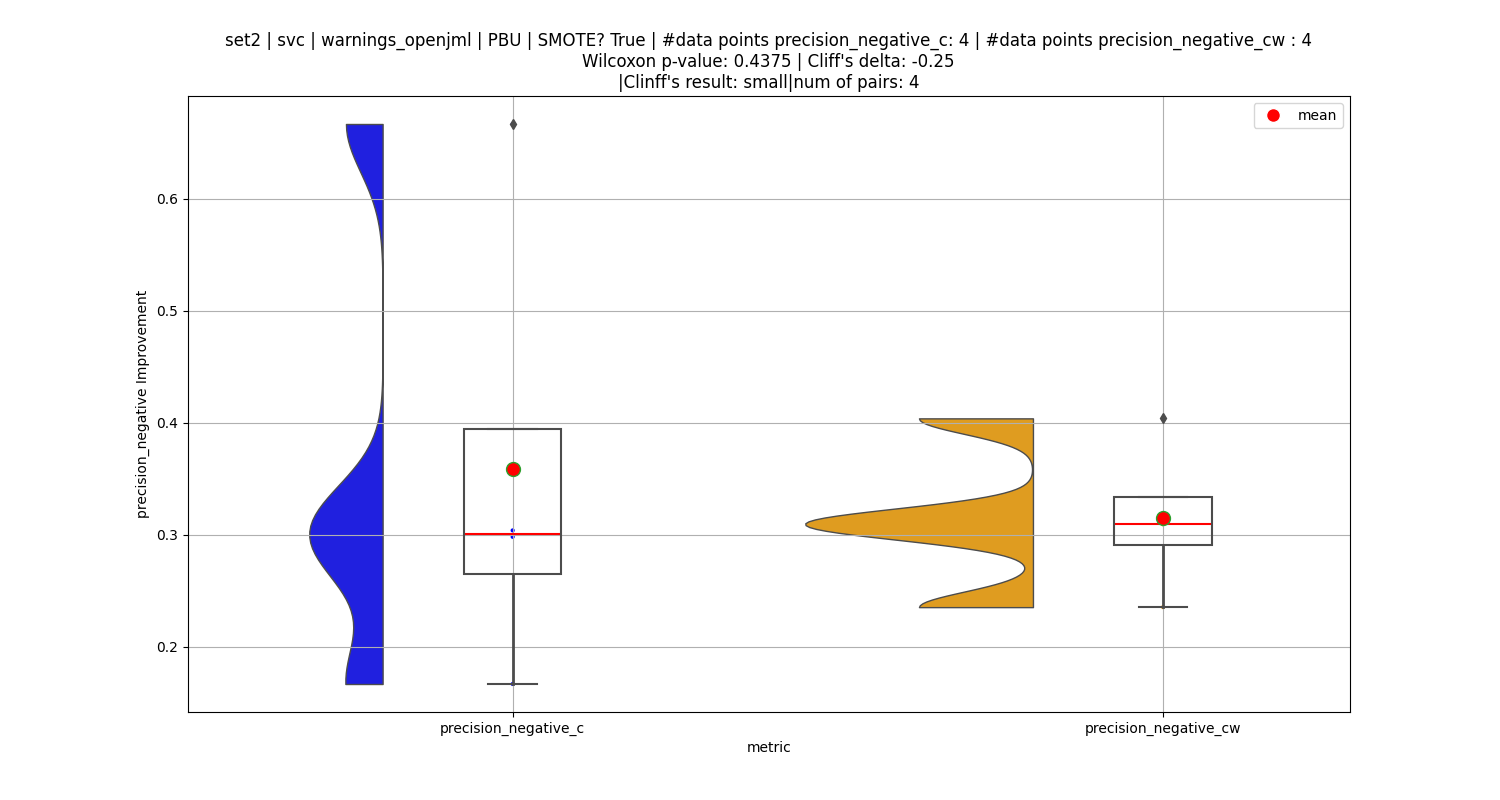 set2 | svc | warnings_openjml | PBU | SMOTE? True | #data points precision_negative_c: 4 | #data points precision_negative_cw : 4
Wilcoxon p-value: 0.4375 | Cliff's delta: -0.25
|Clinff's result: small|num of pairs: 4
mean
precision_negative Improvement
0.6
0.5
0.4
0.3
0.2
precision_negative_c
precision_negative_cw
metric